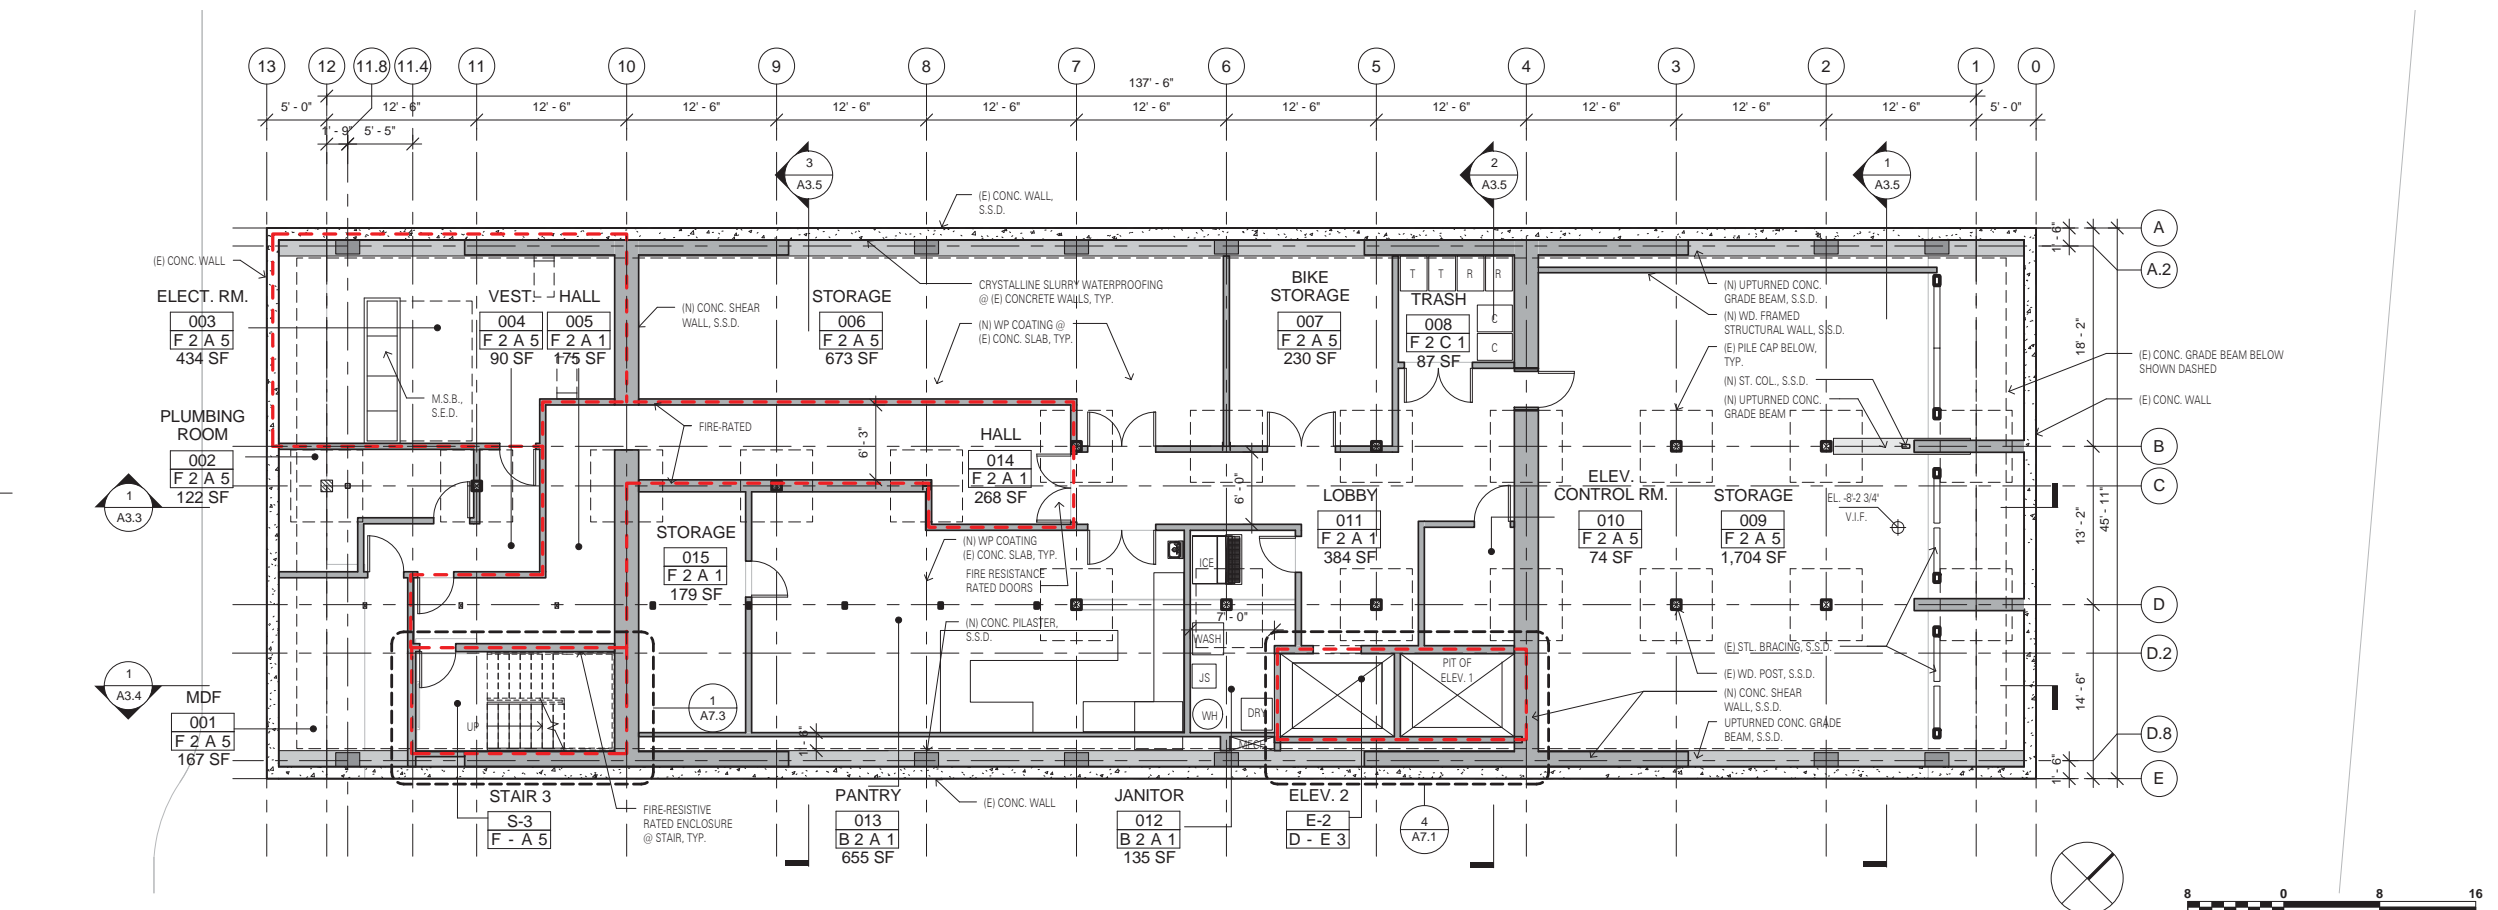 13
12
11.8
11.4
11
10
9
8
7
6
5
4
3
2
1
0
137' - 6"
5' - 0"
12' - 6"
12' - 6"
12' - 6"
12' - 6"
12' - 6"
12' - 6"
12' - 6"
12' - 6"
12' - 6"
12' - 6"
12' - 6"
5' - 0"
1' - 9"
5' - 5"
3
A3.5
2
A3.5
1
A3.5
(E) CONC. WALL,
S.S.D.
A
A.2
B
C
D
D.2
D.8
E
1' - 6"
18' - 2"
13' - 2"
45' - 11"
14' - 6"
1' - 6"
(E) CONC. WALL
ELECT. RM.
003
F 2 A 5
434 SF
VEST.
004
F 2 A 5
90 SF
HALL
005
F 2 A 1
175 SF
(N) CONC. SHEAR
WALL, S.S.D.
STORAGE
006
F 2 A 5
673 SF
CRYSTALLINE SLURRY WATERPROOFING
@ (E) CONCRETE WALLS, TYP.
(N) WP COATING @
(E) CONC. SLAB, TYP.
BIKE
STORAGE
007
F 2 A 5
230 SF
T
T
R
R
TRASH
008
F 2 C 1
87 SF
C
C
(N) UPTURNED CONC.
GRADE BEAM, S.S.D.
(N) WD. FRAMED
STRUCTURAL WALL, S.S.D.
(E) PILE CAP BELOW,
TYP.
(N) ST. COL., S.S.D.
(N) UPTURNED CONC.
GRADE BEAM
(E) CONC. GRADE BEAM BELOW
SHOWN DASHED
(E) CONC. WALL
M.S.B.,
S.E.D.
FIRE-RATED
6' - 3"
PLUMBING
ROOM
002
F 2 A 5
122 SF
HALL
014
F 2 A 1
268 SF
6' - 0"
LOBBY
011
F 2 A 1
384 SF
ELEV.
CONTROL RM.
010
F 2 A 5
74 SF
STORAGE
009
F 2 A 5
1,704 SF
EL. -8'-2 3/4'
V.I.F.
1
A3.3
STORAGE
015
F 2 A 1
179 SF
(N) WP COATING
(E) CONC. SLAB, TYP.
FIRE RESISTANCE
RATED DOORS
ICE
(N) CONC. PILASTER,
S.S.D.
7' - 0"
WASH
JS
WH
DRY
MECH
PIT OF
ELEV. 1
(E) STL. BRACING, S.S.D.
(E) WD. POST, S.S.D.
(N) CONC. SHEAR
WALL, S.S.D.
UPTURNED CONC. GRADE
BEAM, S.S.D.
1
A3.4
MDF
001
F 2 A 5
167 SF
UP
1
A7.3
1' - 6"
STAIR 3
S-3
F - A 5
FIRE-RESISTIVE
RATED ENCLOSURE
@ STAIR, TYP.
PANTRY
013
B 2 A 1
655 SF
(E) CONC. WALL
JANITOR
012
B 2 A 1
135 SF
ELEV. 2
E-2
D - E 3
4
A7.1
8
0
8
16